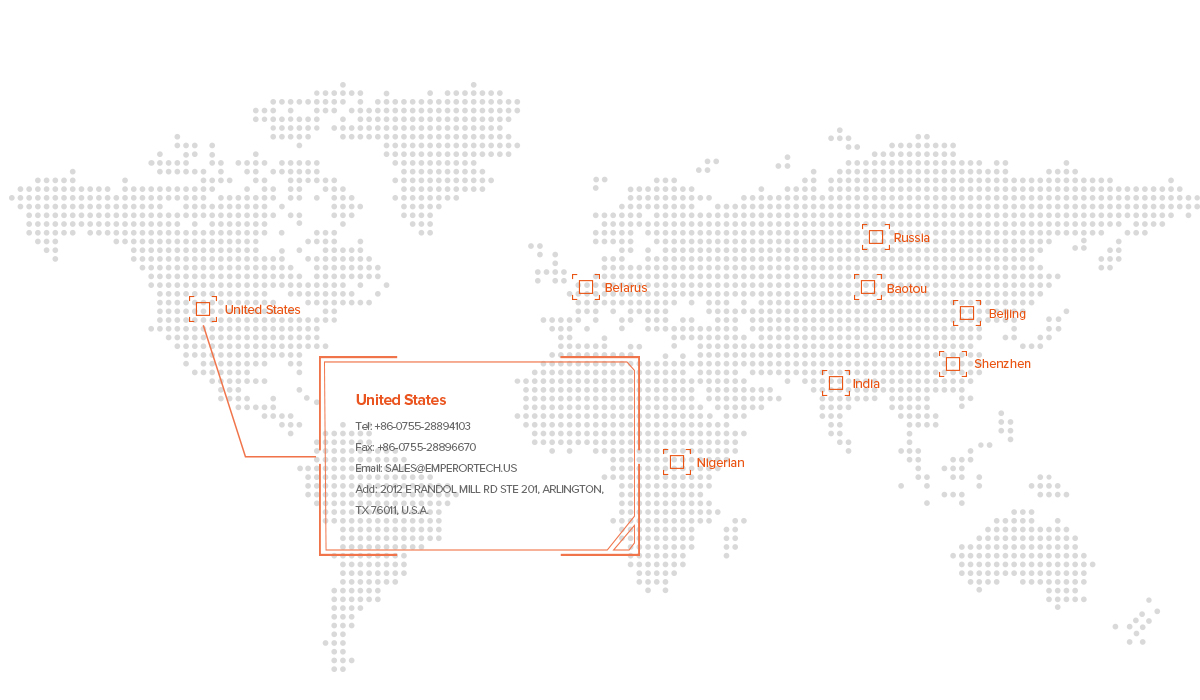 Russia
Belarus
Baotou
United States
Beijing
Shenzhen
India
United States
Tel: +86-0755-28894103
Fax: +86-0755-28896670
Email: SALES@EMPERORTECH.US
Add: 2012 E RANDOL MILL RD STE 201, ARLINGTON,
TX 76011, U.S.A.
Nigerian